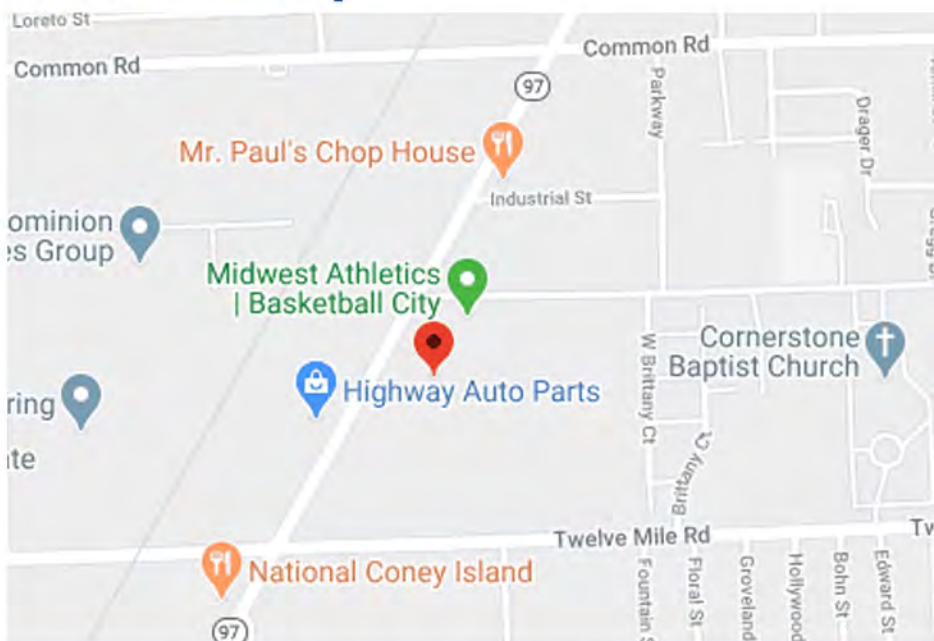 Loreto St
Common Rd
Common Rd
97
Parkway
Drager Dr
Mr. Paul's Chop House
Industrial St
ominion
es Group
Midwest Athletics
| Basketball City
Cornerstone
Baptist Church
W Brittany Ct
Highway Auto Parts
ring
ate
Brittany C
Twelve Mile Rd
Tw
National Coney Island
Fountain S
Floral St
Groveland
Hollywood
Bohn St
Edward St
97